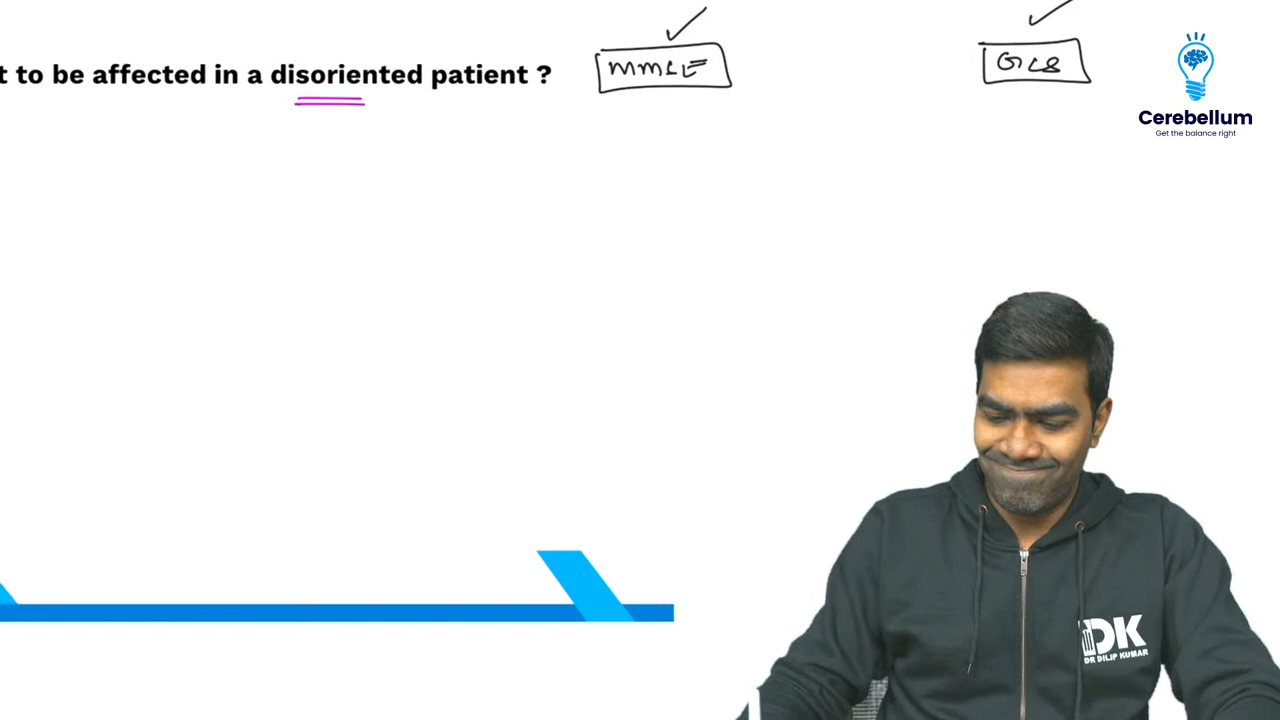 t to be affected in a disoriented patient ?
MMSE
GCS
Cerebellum
Get the balance right
DK
DR DILIP KUMAR